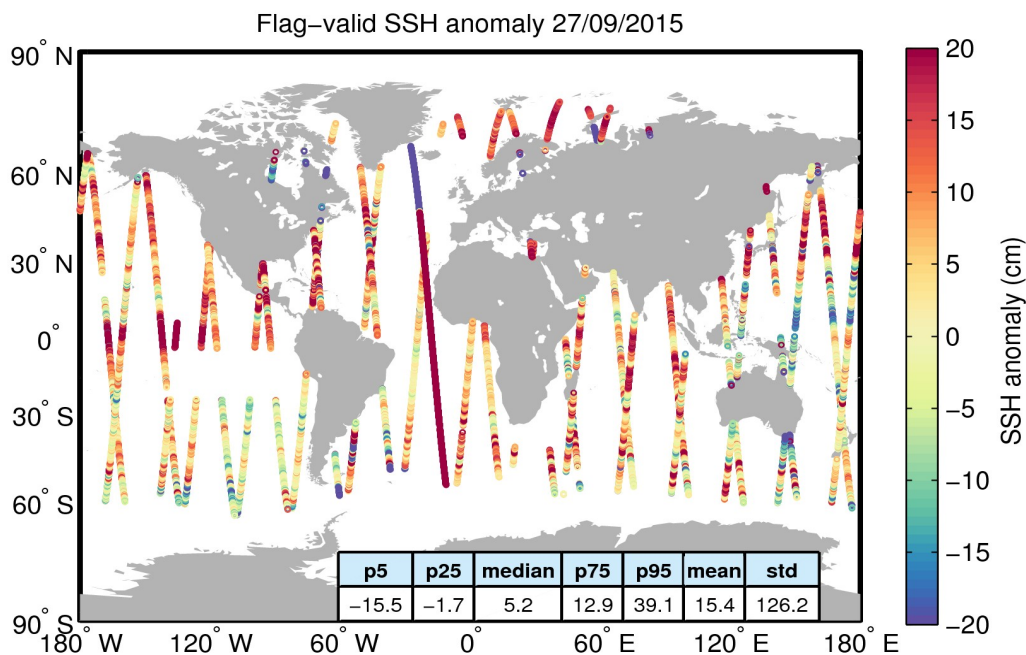 Flag−valid SSH anomaly 27/09/2015
90° N
60° N
30° N
0°
30° S
60° S
90° S
180° W
120° W
60° W
0°
60° E
120° E
180° E
p5 p25 median p75 p95 mean std
−15.5 −1.7 5.2 12.9 39.1 15.4 126.2
20
15
10
5
0
−5
−10
−15
−20
SSH anomaly (cm)